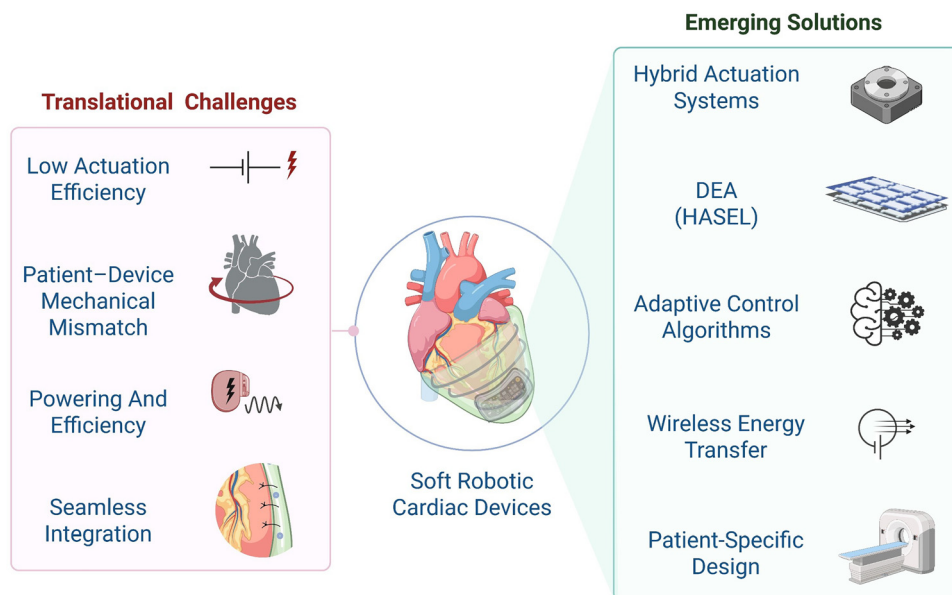 Translational Challenges
Low Actuation
Efficiency
Patient–Device
Mechanical
Mismatch
Powering And
Efficiency
Seamless
Integration
Soft Robotic
Cardiac Devices
Emerging Solutions
Hybrid Actuation
Systems
DEA
(HASEL)
Adaptive Control
Algorithms
Wireless Energy
Transfer
Patient-Specific
Design